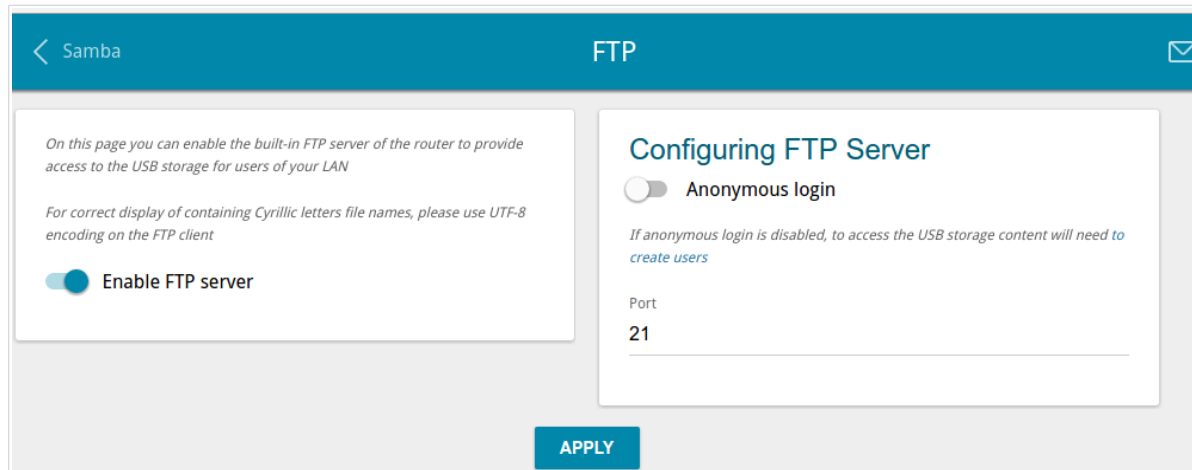 Samba
FTP
On this page you can enable the built-in FTP server of the router to provide
access to the USB storage for users of your LAN
For correct display of containing Cyrillic letters file names, please use UTF-8
encoding on the FTP client
Enable FTP server
Configuring FTP Server
Anonymous login
If anonymous login is disabled, to access the USB storage content will need to
create users
Port
21
APPLY